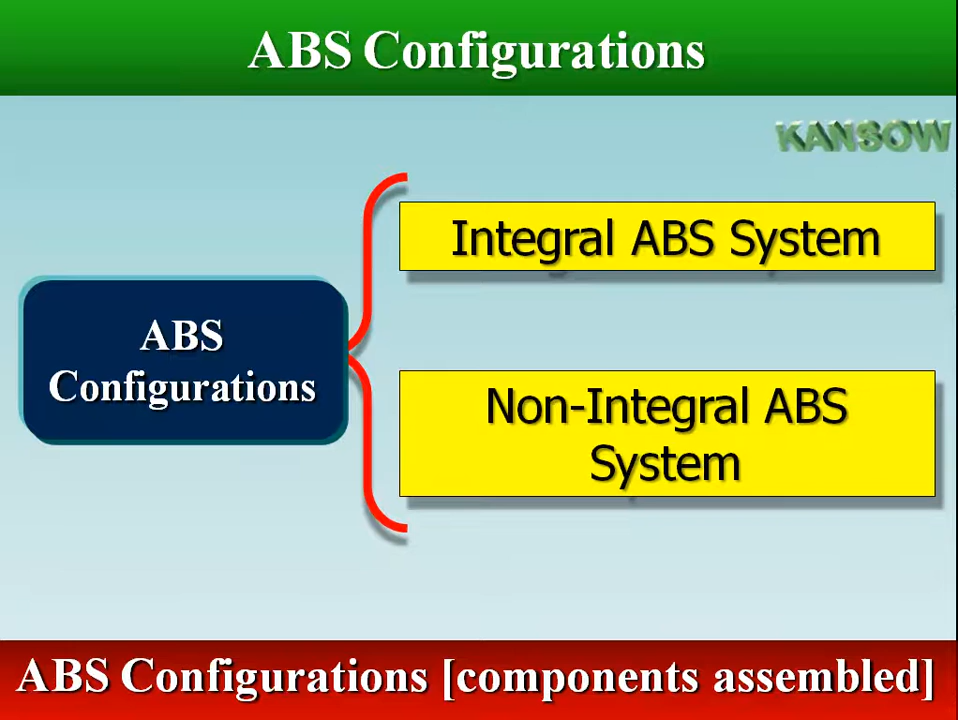 ABS Configurations
KANSOW
Integral ABS System
ABS
Configurations
Non-Integral ABS
System
ABS Configurations [components assembled]